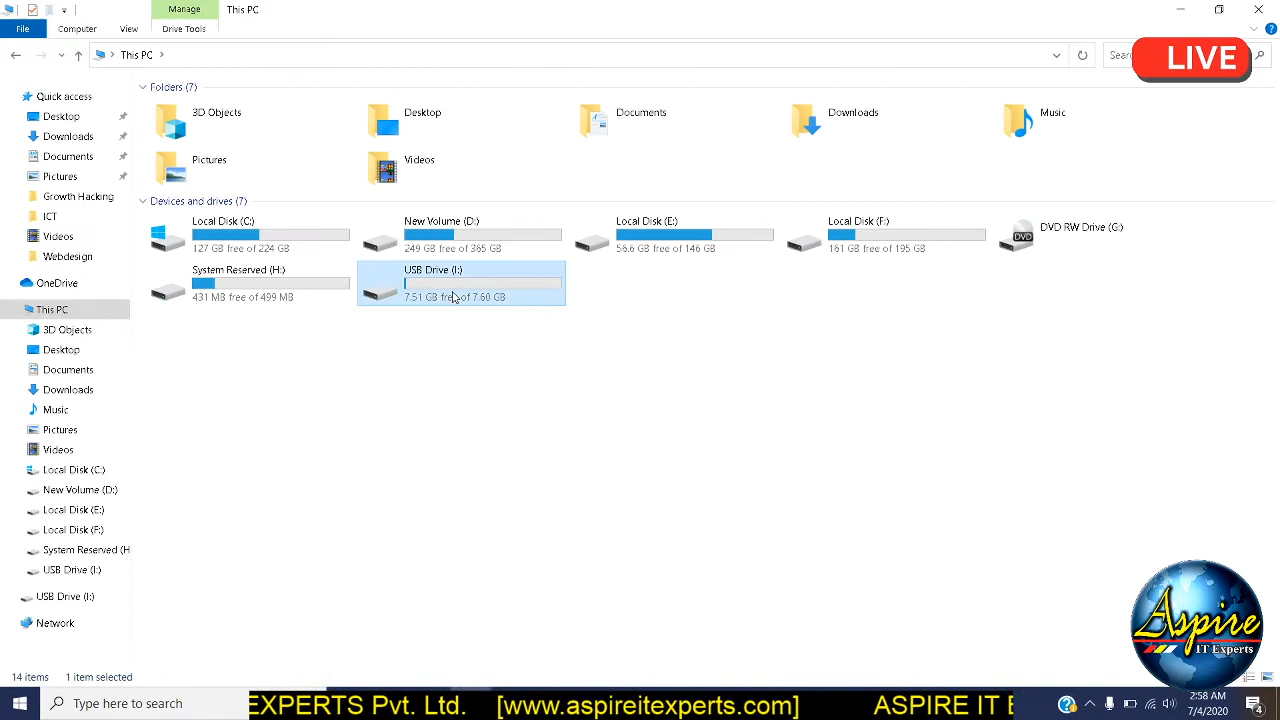 Manage
This PC
File
Computer
View
Drive Tools
This PC
LIVE
Quick access
Desktop
Downloads
Documents
Pictures
Growth Hacking
ICT
Videos
Webdesign
OneDrive
This PC
3D Objects
Desktop
Documents
Downloads
Music
Pictures
Videos
Local Disk (C:)
New Volume (D:)
Local Disk (E:)
Local Disk (F:)
System Reserved (H
USB Drive (I:)
USB Drive (I:)
Network
Folders (7)
3D Objects
Desktop
Documents
Downloads
Music
Pictures
Videos
Devices and drives (7)
Local Disk (C:)
127 GB free of 224 GB
New Volume (D:)
249 GB free of 365 GB
Local Disk (E:)
56.6 GB free of 146 GB
Local Disk (F:)
161 GB free of 195 GB
DVD RW Drive (G:)
DVD
System Reserved (H:)
431 MB free of 499 MB
USB Drive (I:)
7.51 GB free of 7.60 GB
Aspire
IT Experts
14 items
1 item selected
Type here to search
EXPERTS Pvt. Ltd. [www.aspireitexperts.com] ASPIRE IT
2:58 AM
7/4/2020